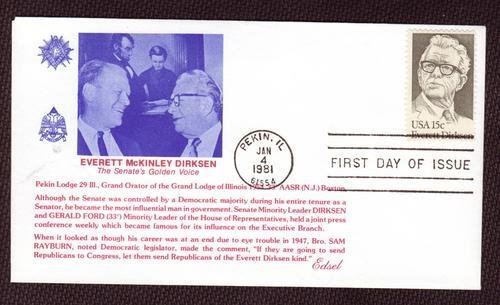 USA 15c
Everett Dirksen
PEKIN, IL
JAN
4
1981
61554
FIRST DAY OF ISSUE
EVERETT McKINLEY DIRKSEN
The Senate's Golden Voice
Pekin Lodge 29 Ill., Grand Orator of the Grand Lodge of Illinois AASR (N.J.) Boston
Although the Senate was controlled by a Democratic majority during his entire tenure as a
Senator, he became the most influential man in government. Senate Minority Leader DIRKSEN
and GERALD FORD (33°) Minority Leader of the House of Representatives, held a joint press
conference weekly which became famous for its influence on the Executive Branch.
When it looked as though his career was at an end due to eye trouble in 1947, Bro. SAM
RAYBURN, noted Democratic legislator, made the comment, "If they are going to send
Republicans to Congress, let them send Republicans of the Everett Dirksen kind."
Edsel